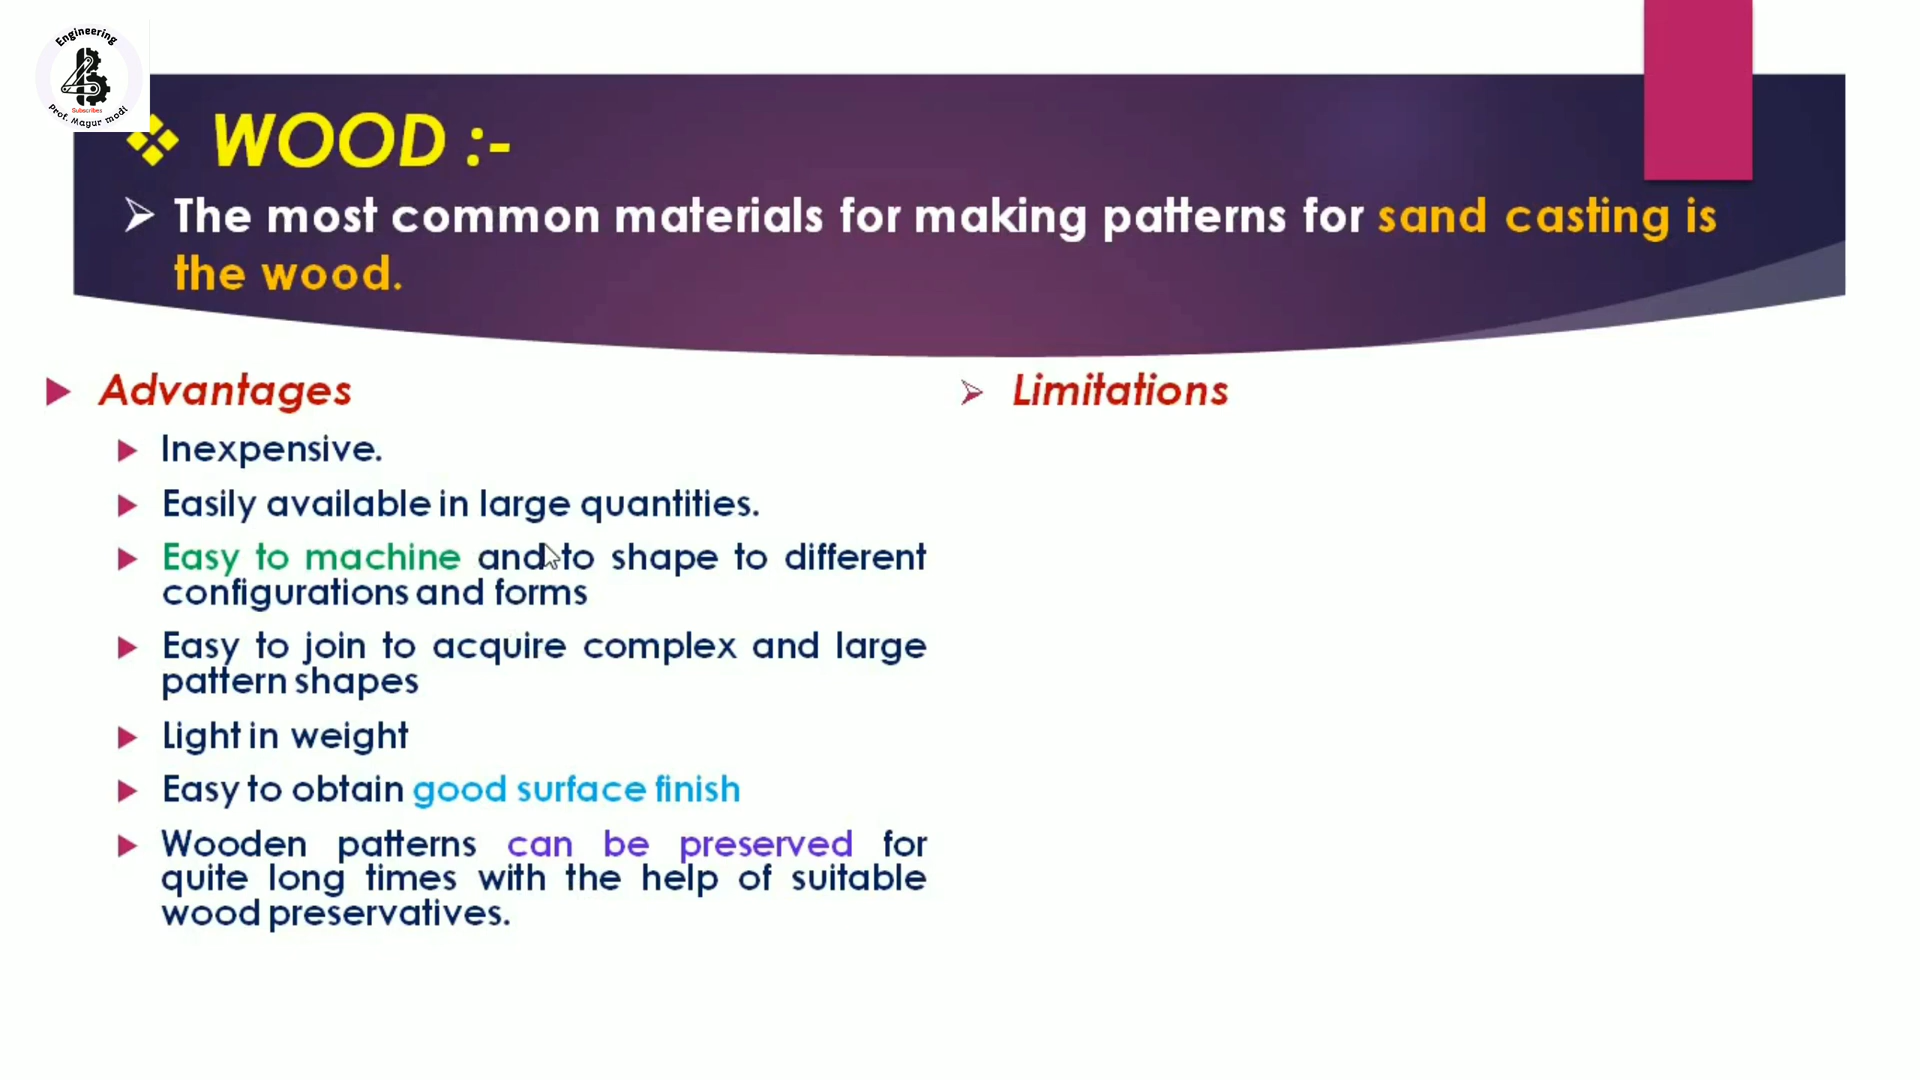 Engineering
Subscribes
Prof. Mayur modi
WOOD :-
The most common materials for making patterns for sand casting is
the wood.
Advantages
Inexpensive.
Easily available in large quantities.
Easy to machine and to shape to different
configurations and forms
Easy to join to acquire complex and large
pattern shapes
Light in weight
Easy to obtain good surface finish
Wooden patterns can be preserved for
quite long times with the help of suitable
wood preservatives.
Limitations